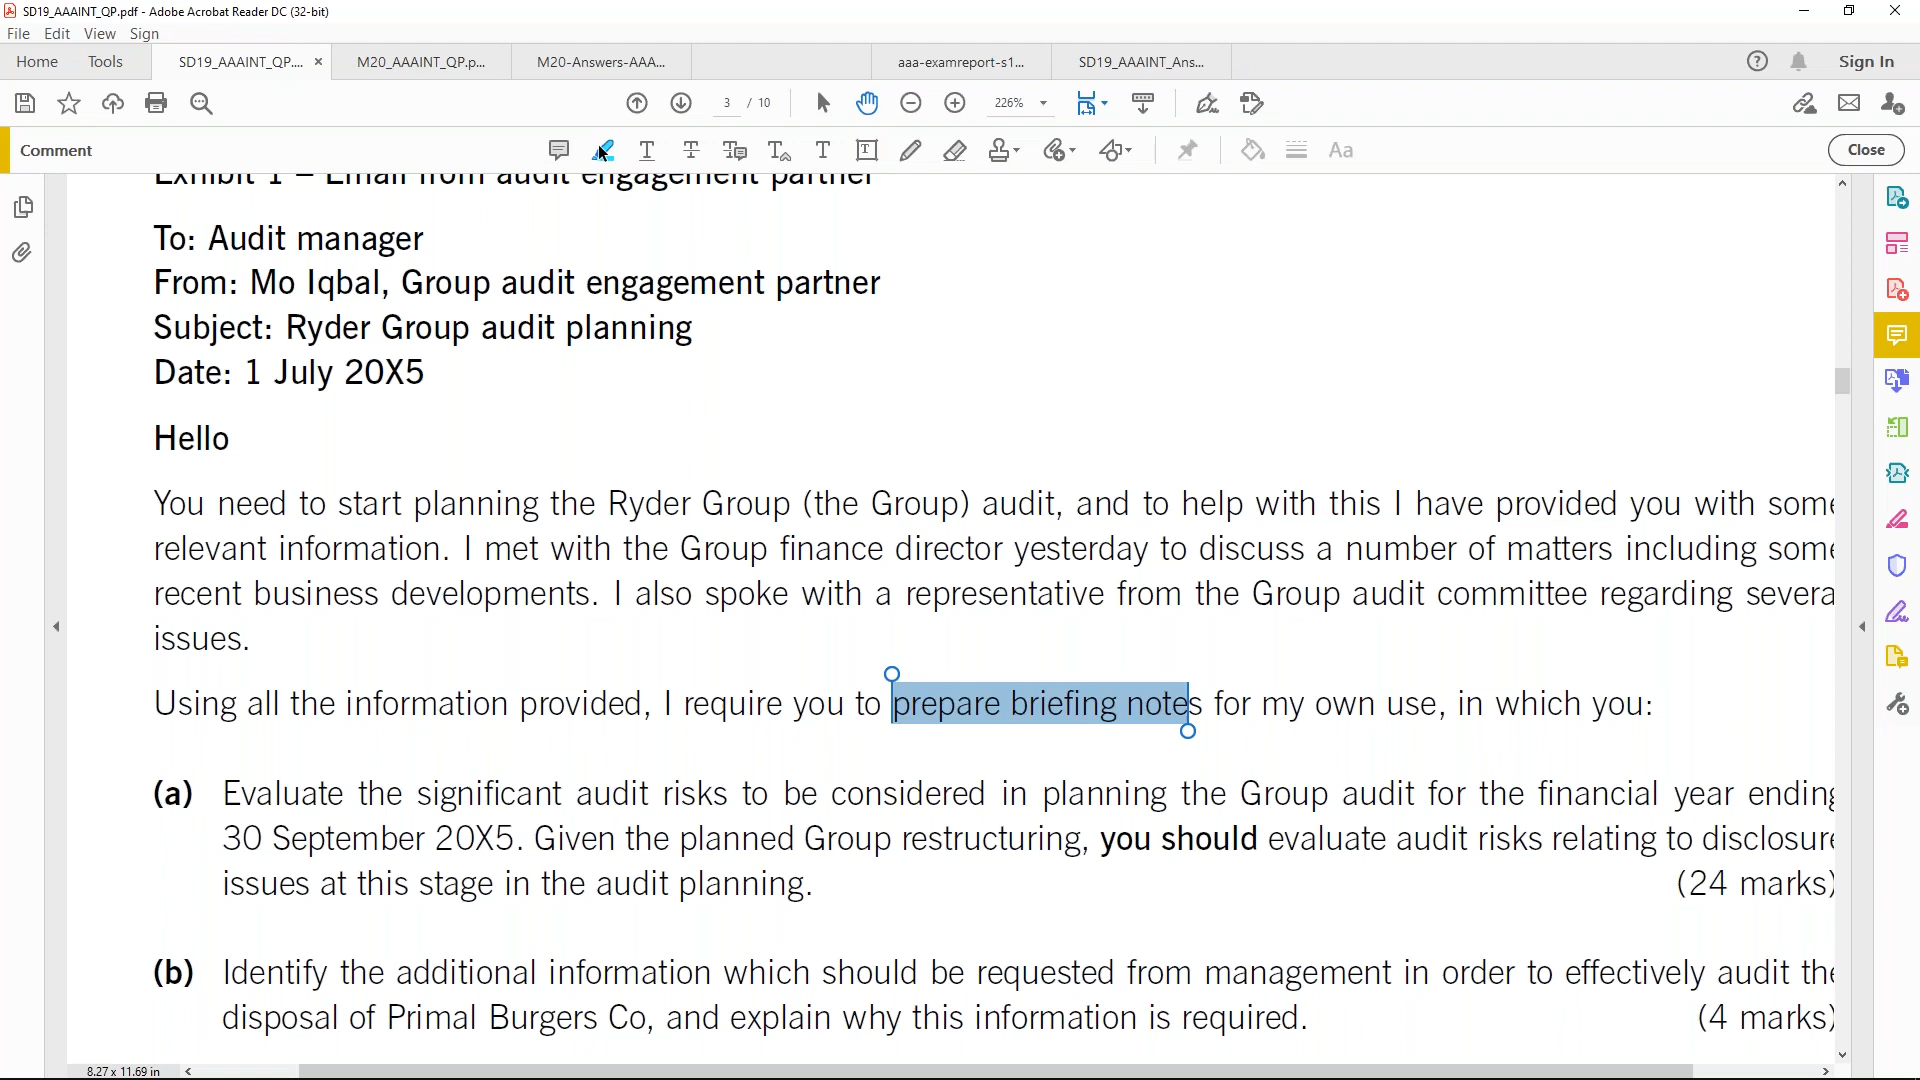 SD19_AAAINT_QP.pdf - Adobe Acrobat Reader DC (32-bit)
File Edit View Sign
Home Tools SD19_AAAINT_QP.... × M20_AAAINT_QP.p... M20-Answers-AAA... aaa-examreport-s1... SD19_AAAINT_Ans... Sign In
3 / 10 226%
Comment Close
Exhibit 1 – Email from audit engagement partner
To: Audit manager
From: Mo Iqbal, Group audit engagement partner
Subject: Ryder Group audit planning
Date: 1 July 20X5
Hello
You need to start planning the Ryder Group (the Group) audit, and to help with this I have provided you with some
relevant information. I met with the Group finance director yesterday to discuss a number of matters including some
recent business developments. I also spoke with a representative from the Group audit committee regarding severa
issues.
Using all the information provided, I require you to prepare briefing notes for my own use, in which you:
(a) Evaluate the significant audit risks to be considered in planning the Group audit for the financial year ending
30 September 20X5. Given the planned Group restructuring, you should evaluate audit risks relating to disclosure
issues at this stage in the audit planning. (24 marks)
(b) Identify the additional information which should be requested from management in order to effectively audit the
disposal of Primal Burgers Co, and explain why this information is required. (4 marks)
8.27 x 11.69 in